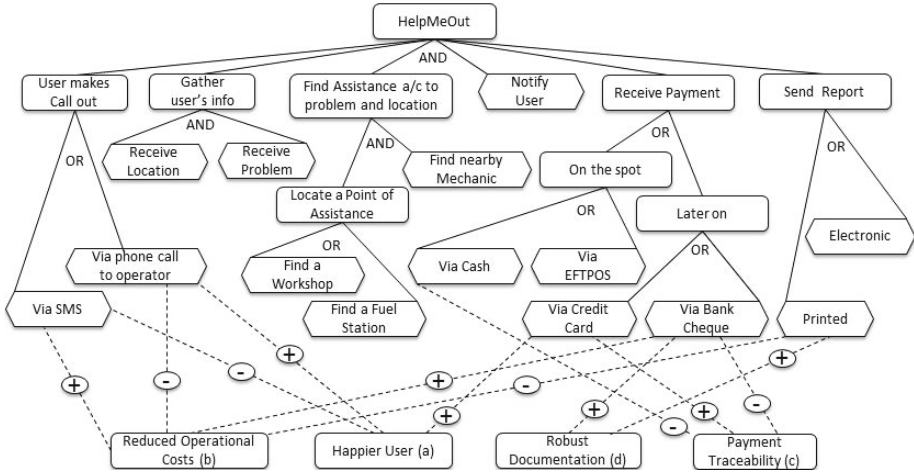 HelpMeOut
AND
User makes
Call out
Gather
user's info
Find Assistance a/c to
problem and location
Notify
User
Receive Payment
Send Report
AND
OR
OR
AND
OR
Receive
Location
Receive
Problem
Find nearby
Mechanic
On the spot
Locate a Point of
Assistance
Later on
OR
OR
OR
Electronic
Via phone call
to operator
Find a
Workshop
Via Cash
Via
EFTPOS
Via SMS
Find a Fuel
Station
Via Credit
Card
Via Bank
Cheque
Printed
+
-
-
+
+
-
+
+
+
-
+
-
-
Reduced Operational
Costs (b)
Happier User (a)
Robust
Documentation (d)
Payment
Traceability (c)